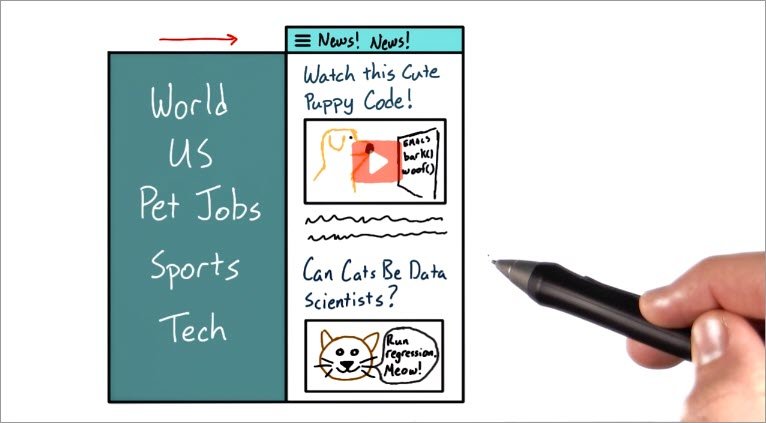 News! News!
World
US
Pet Jobs
Sports
Tech
Watch this Cute
Puppy Code!
EMACS
bark()
woof()
Can Cats Be Data
Scientists?
Run
regression.
Meow!